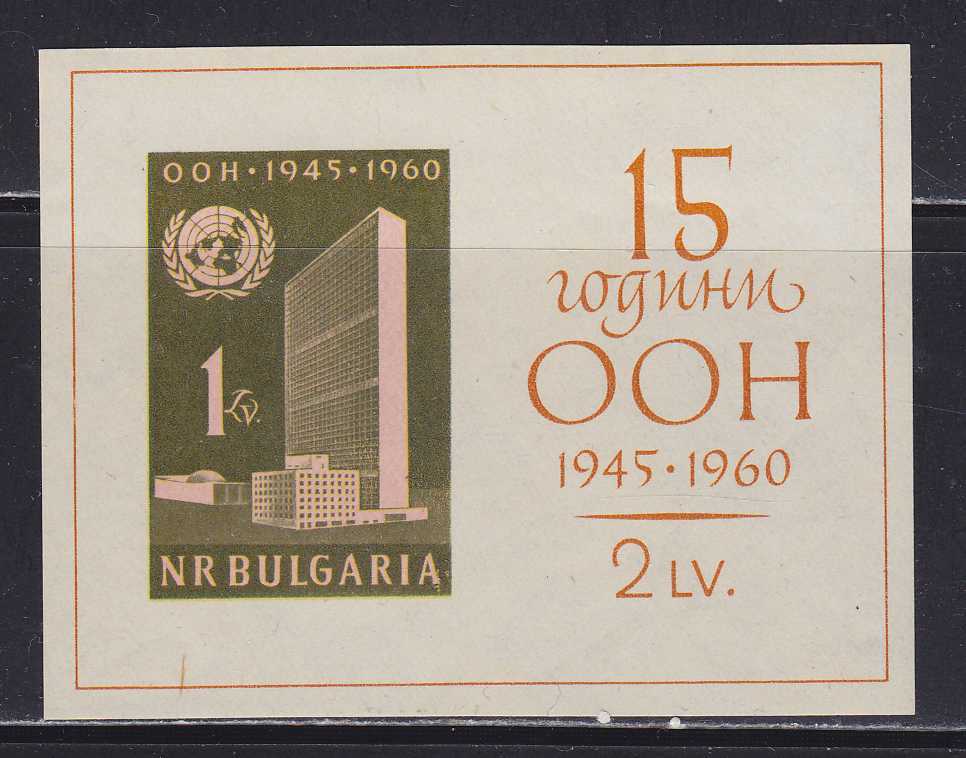 ООН · 1945 · 1960
1 Lv.
NR BULGARIA
15
години
ООН
1945 · 1960
2 LV.